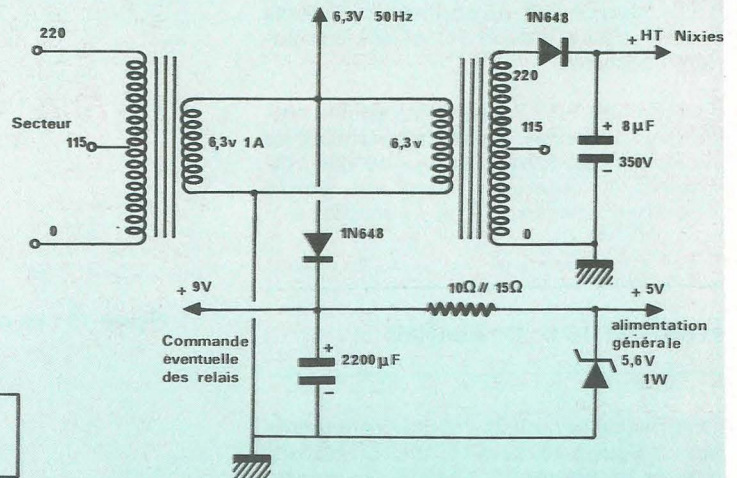 6,3V 50Hz
1N648
+ HT Nixies
220
220
Secteur
115
6,3v 1A
6,3v
115
+ 8µF
350V
−
0
0
1N648
+ 9V
10Ω // 15Ω
+ 5V
Commande
éventuelle
des relais
+
2200µF
−
alimentation
générale
5,6V
1W